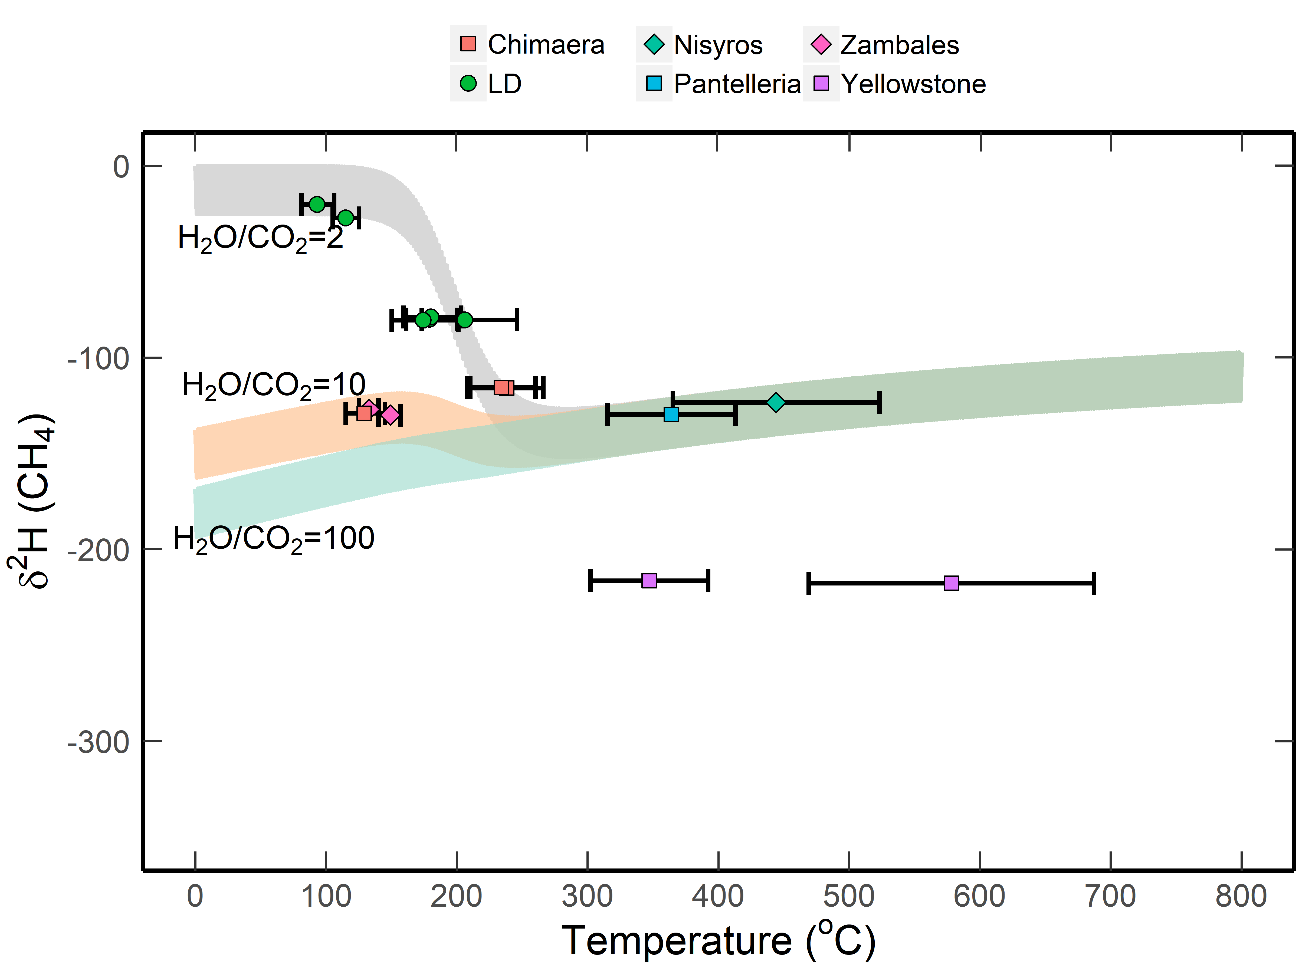 Chimaera Nisyros Zambales
LD Pantelleria Yellowstone
0
H₂O/CO₂=2
-100
H₂O/CO₂=10
-200
H₂O/CO₂=100
-300
δ²H (CH₄)
0 100 200 300 400 500 600 700 800
Temperature (°C)